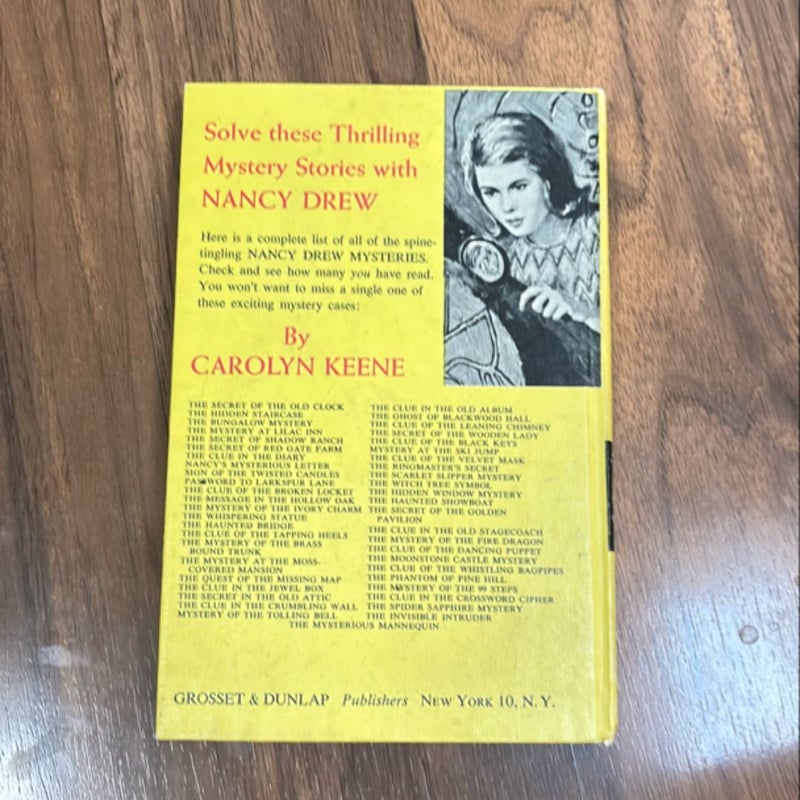 Solve these Thrilling
Mystery Stories with
NANCY DREW
Here is a complete list of all of the spine-
tingling NANCY DREW MYSTERIES.
Check and see how many you have read.
You won't want to miss a single one of
these exciting mystery cases:
By
CAROLYN KEENE
THE SECRET OF THE OLD CLOCK
THE HIDDEN STAIRCASE
THE BUNGALOW MYSTERY
THE MYSTERY AT LILAC INN
THE SECRET OF SHADOW RANCH
THE SECRET OF RED GATE FARM
THE CLUE IN THE DIARY
NANCY'S MYSTERIOUS LETTER
SIGN OF THE TWISTED CANDLES
PASSWORD TO LARKSPUR LANE
THE CLUE OF THE BROKEN LOCKET
THE MESSAGE IN THE HOLLOW OAK
THE MYSTERY OF THE IVORY CHARM
THE WHISPERING STATUE
THE HAUNTED BRIDGE
THE CLUE OF THE TAPPING HEELS
THE MYSTERY OF THE BRASS
BOUND TRUNK
THE MYSTERY AT THE MOSS-
COVERED MANSION
THE QUEST OF THE MISSING MAP
THE CLUE IN THE JEWEL BOX
THE SECRET IN THE OLD ATTIC
THE CLUE IN THE CRUMBLING WALL
MYSTERY OF THE TOLLING BELL
THE CLUE IN THE OLD ALBUM
THE GHOST OF BLACKWOOD HALL
THE CLUE OF THE LEANING CHIMNEY
THE SECRET OF THE WOODEN LADY
THE CLUE OF THE BLACK KEYS
MYSTERY AT THE SKI JUMP
THE CLUE OF THE VELVET MASK
THE RINGMASTER'S SECRET
THE SCARLET SLIPPER MYSTERY
THE WITCH TREE SYMBOL
THE HIDDEN WINDOW MYSTERY
THE HAUNTED SHOWBOAT
THE SECRET OF THE GOLDEN
PAVILION
THE CLUE IN THE OLD STAGECOACH
THE MYSTERY OF THE FIRE DRAGON
THE CLUE OF THE DANCING PUPPET
THE MOONSTONE CASTLE MYSTERY
THE CLUE OF THE WHISTLING BAGPIPES
THE PHANTOM OF PINE HILL
THE MYSTERY OF THE 99 STEPS
THE CLUE IN THE CROSSWORD CIPHER
THE SPIDER SAPPHIRE MYSTERY
THE INVISIBLE INTRUDER
THE MYSTERIOUS MANNEQUIN
GROSSET & DUNLAP Publishers NEW YORK 10, N. Y.